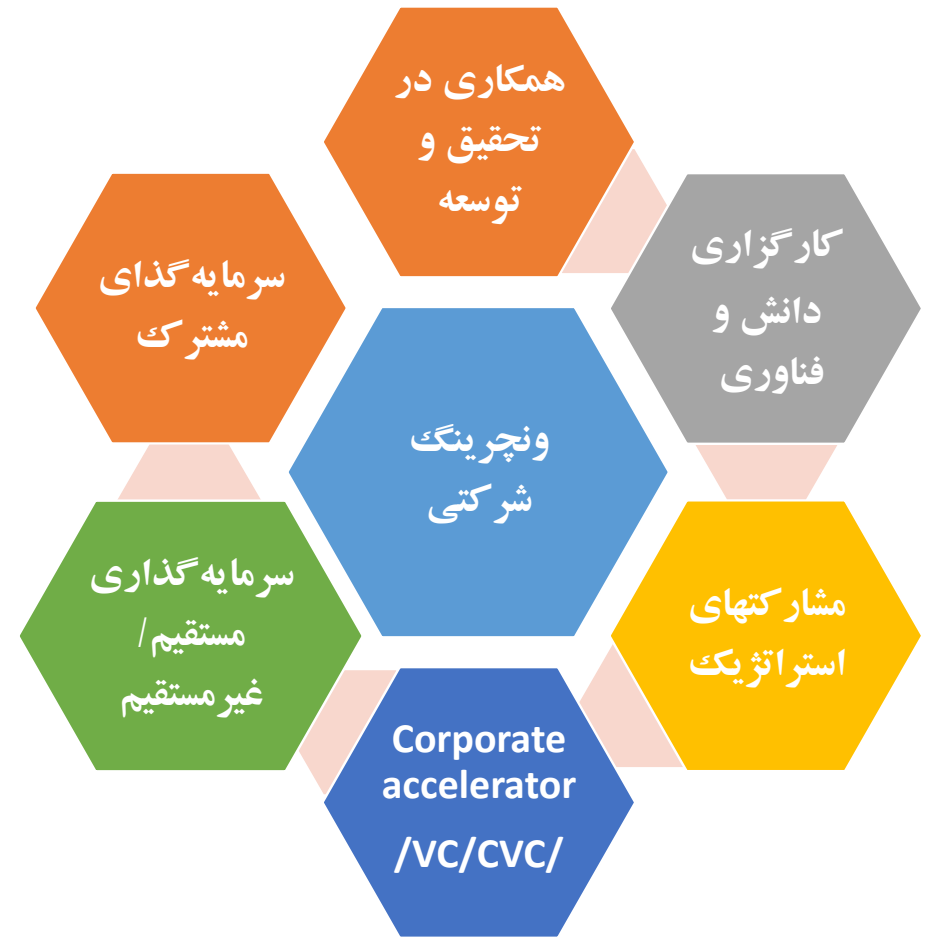 همکاری در
تحقیق و
توسعه
کارگزاری
دانش و
فناوری
مشارکتهای
استراتژیک
Corporate
accelerator
/VC/CVC/
سرمایه‌گذاری
مستقیم/
غیرمستقیم
سرمایه‌گذای
مشترک
ونچرینگ
شرکتی